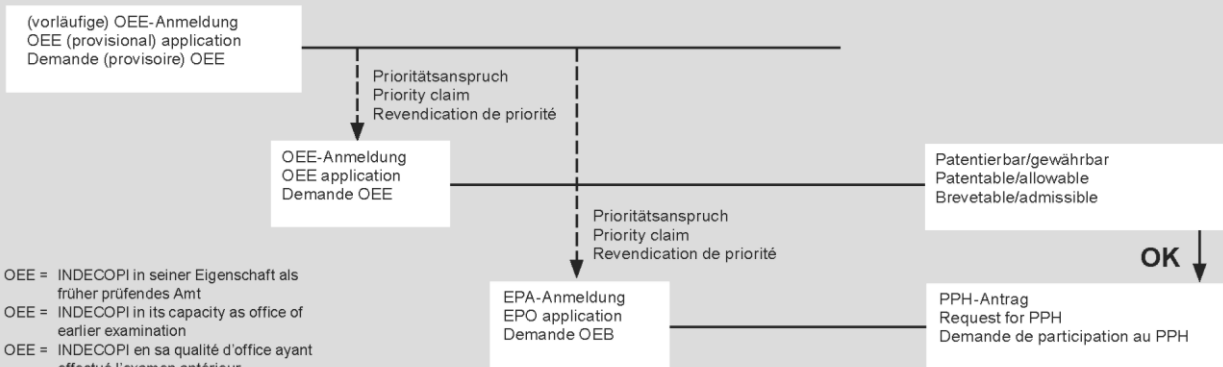 (vorläufige) OEE-Anmeldung
OEE (provisional) application
Demande (provisoire) OEE
Prioritätsanspruch
Priority claim
Revendication de priorité
OEE-Anmeldung
OEE application
Demande OEE
Patentierbar/gewährbar
Patentable/allowable
Brevetable/admissible
Prioritätsanspruch
Priority claim
Revendication de priorité
OK
OEE = INDECOPI in seiner Eigenschaft als
früher prüfendes Amt
OEE = INDECOPI in its capacity as office of
earlier examination
OEE = INDECOPI en sa qualité d'office ayant
effectué l'examen antérieur
EPA-Anmeldung
EPO application
Demande OEB
PPH-Antrag
Request for PPH
Demande de participation au PPH